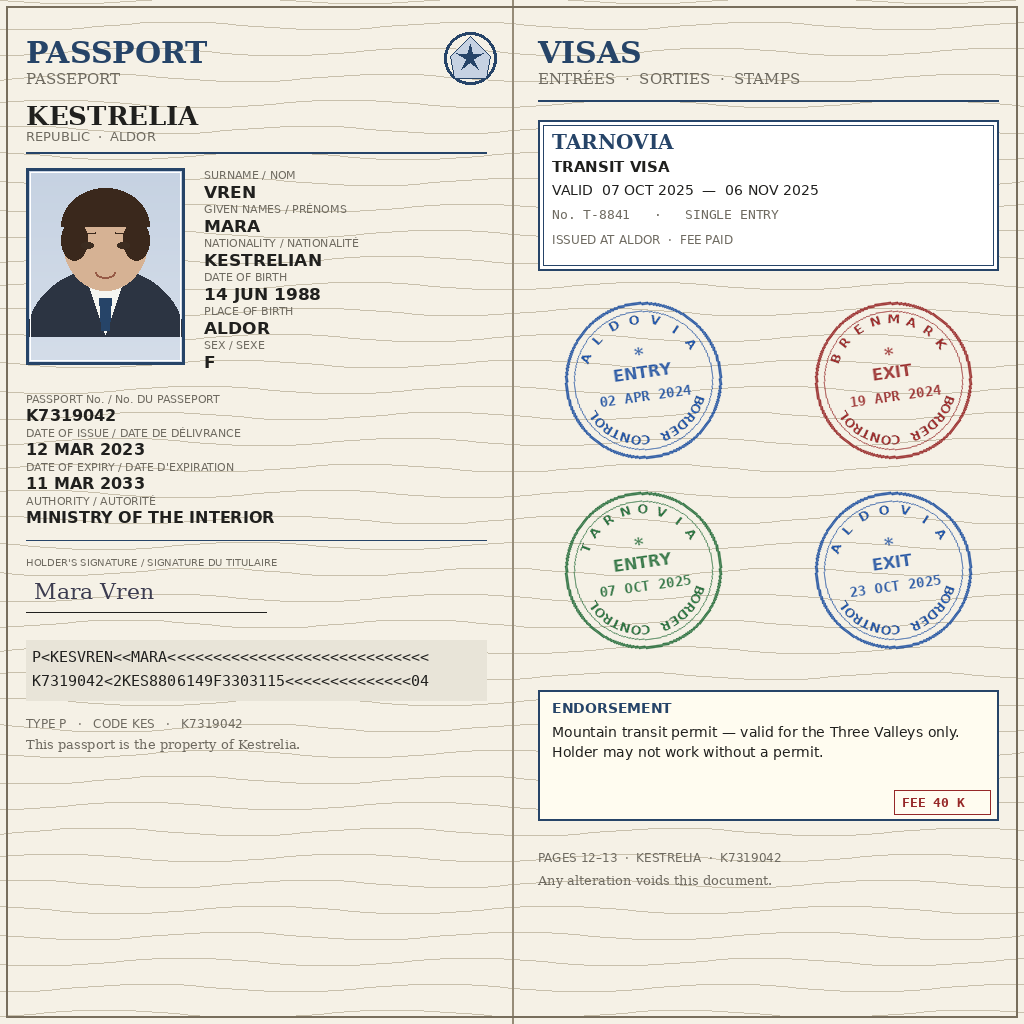 PASSPORT
PASSEPORT
KESTRELIA
REPUBLIC · ALDOR
SURNAME / NOM
VREN
GIVEN NAMES / PRÉNOMS
MARA
NATIONALITY / NATIONALITÉ
KESTRELIAN
DATE OF BIRTH
14 JUN 1988
PLACE OF BIRTH
ALDOR
SEX / SEXE
F
PASSPORT No. / No. DU PASSEPORT
K7319042
DATE OF ISSUE / DATE DE DÉLIVRANCE
12 MAR 2023
DATE OF EXPIRY / DATE D'EXPIRATION
11 MAR 2033
AUTHORITY / AUTORITÉ
MINISTRY OF THE INTERIOR
HOLDER'S SIGNATURE / SIGNATURE DU TITULAIRE
Mara Vren
P<KESVREN<<MARA<<<<<<<<<<<<<<<<<<<<<<<<<<<<<
K7319042<2KES8806149F3303115<<<<<<<<<<<<<<04
TYPE P · CODE KES · K7319042
This passport is the property of Kestrelia.
VISAS
ENTRÉES · SORTIES · STAMPS
TARNOVIA
TRANSIT VISA
VALID 07 OCT 2025 — 06 NOV 2025
No. T-8841 · SINGLE ENTRY
ISSUED AT ALDOR · FEE PAID
ALDOVIA
*
ENTRY
02 APR 2024
BORDER CONTROL
BRENMARK
*
EXIT
19 APR 2024
BORDER CONTROL
TARNOVIA
*
ENTRY
07 OCT 2025
BORDER CONTROL
ALDOVIA
*
EXIT
23 OCT 2025
BORDER CONTROL
ENDORSEMENT
Mountain transit permit — valid for the Three Valleys only.
Holder may not work without a permit.
FEE 40 K
PAGES 12–13 · KESTRELIA · K7319042
Any alteration voids this document.